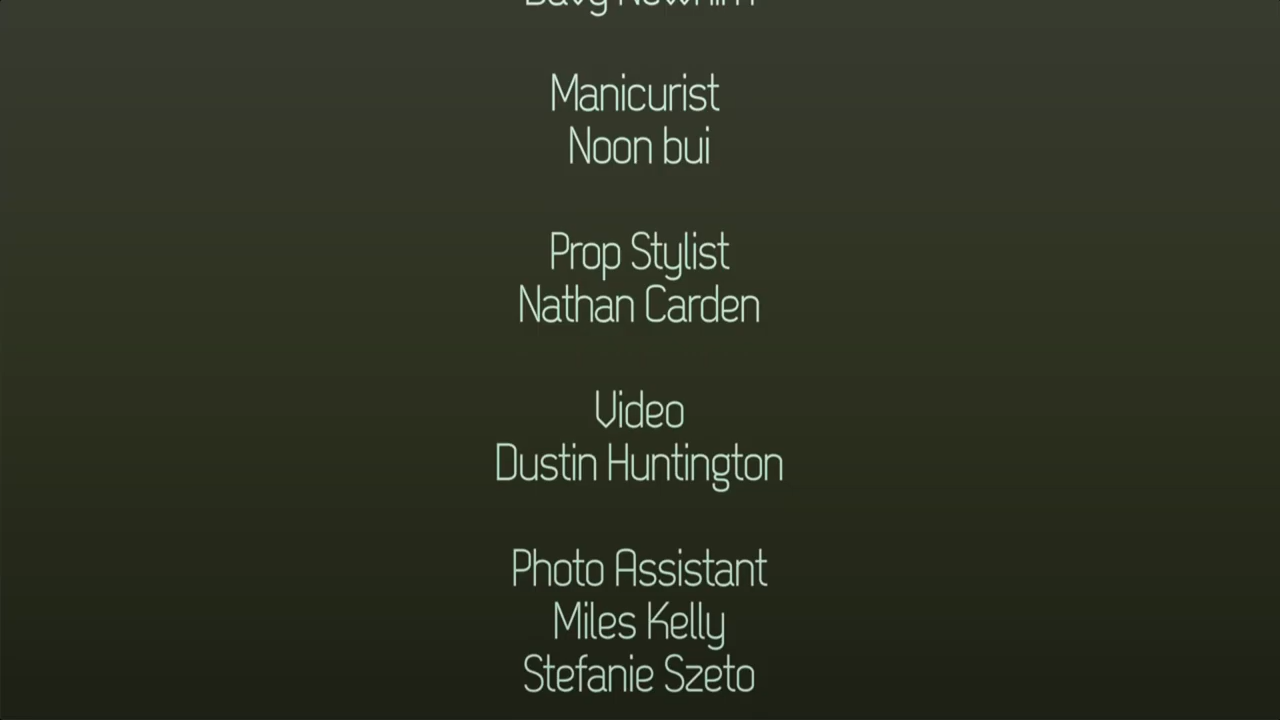 Manicurist
Noon bui
Prop Stylist
Nathan Carden
Video
Dustin Huntington
Photo Assistant
Miles Kelly
Stefanie Szeto